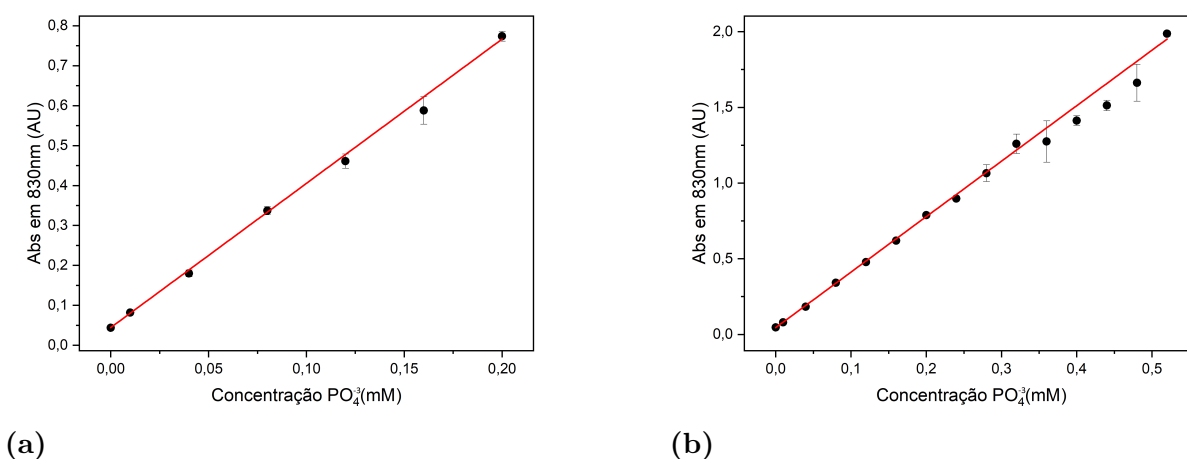 0,8
0,7
0,6
0,5
0,4
0,3
0,2
0,1
0,0
Abs em 830nm (AU)
0,00 0,05 0,10 0,15 0,20
Concentração PO₄⁻³(mM)
(a)
2,0
1,5
1,0
0,5
0,0
Abs em 830nm (AU)
0,0 0,1 0,2 0,3 0,4 0,5
Concentração PO₄⁻³(mM)
(b)